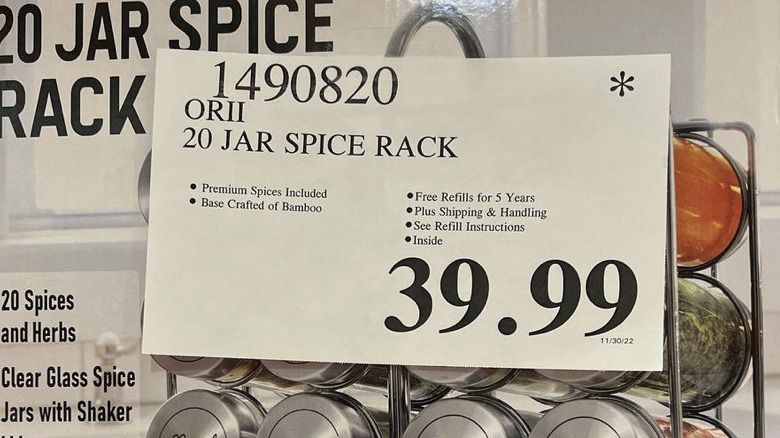 20 JAR SPICE
RACK
1490820 *
ORII
20 JAR SPICE RACK
• Premium Spices Included
• Base Crafted of Bamboo
• Free Refills for 5 Years
• Plus Shipping & Handling
• See Refill Instructions
• Inside
39.99
11/30/22
20 Spices
and Herbs
Clear Glass Spice
Jars with Shaker